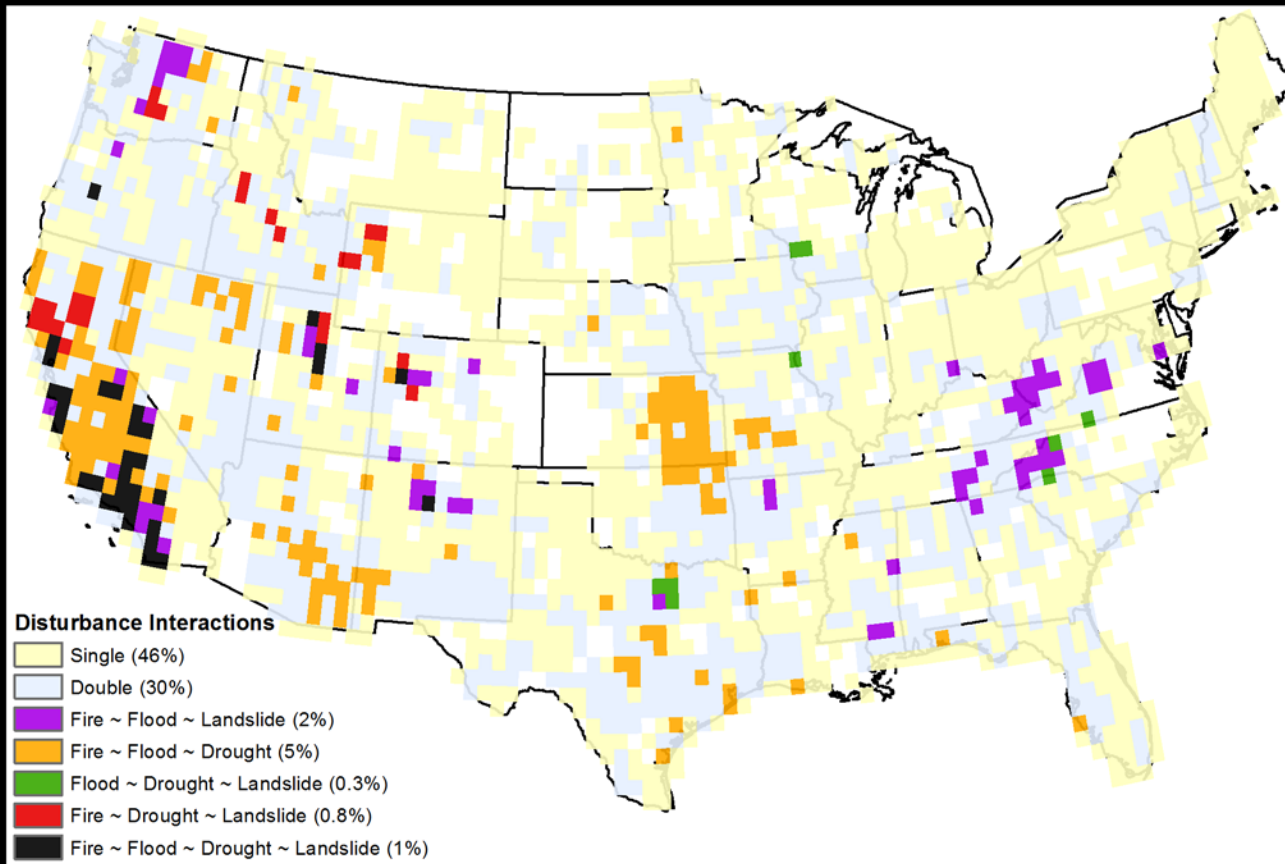 Disturbance Interactions
Single (46%)
Double (30%)
Fire ~ Flood ~ Landslide (2%)
Fire ~ Flood ~ Drought (5%)
Flood ~ Drought ~ Landslide (0.3%)
Fire ~ Drought ~ Landslide (0.8%)
Fire ~ Flood ~ Drought ~ Landslide (1%)